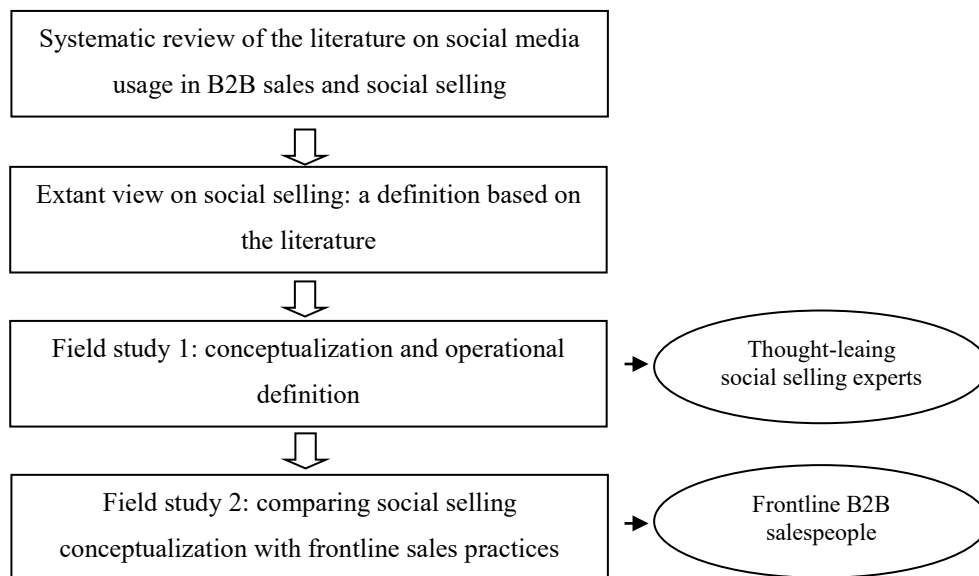 Systematic review of the literature on social media
usage in B2B sales and social selling
Extant view on social selling: a definition based on
the literature
Field study 1: conceptualization and operational
definition
Thought-leaing
social selling experts
Field study 2: comparing social selling
conceptualization with frontline sales practices
Frontline B2B
salespeople